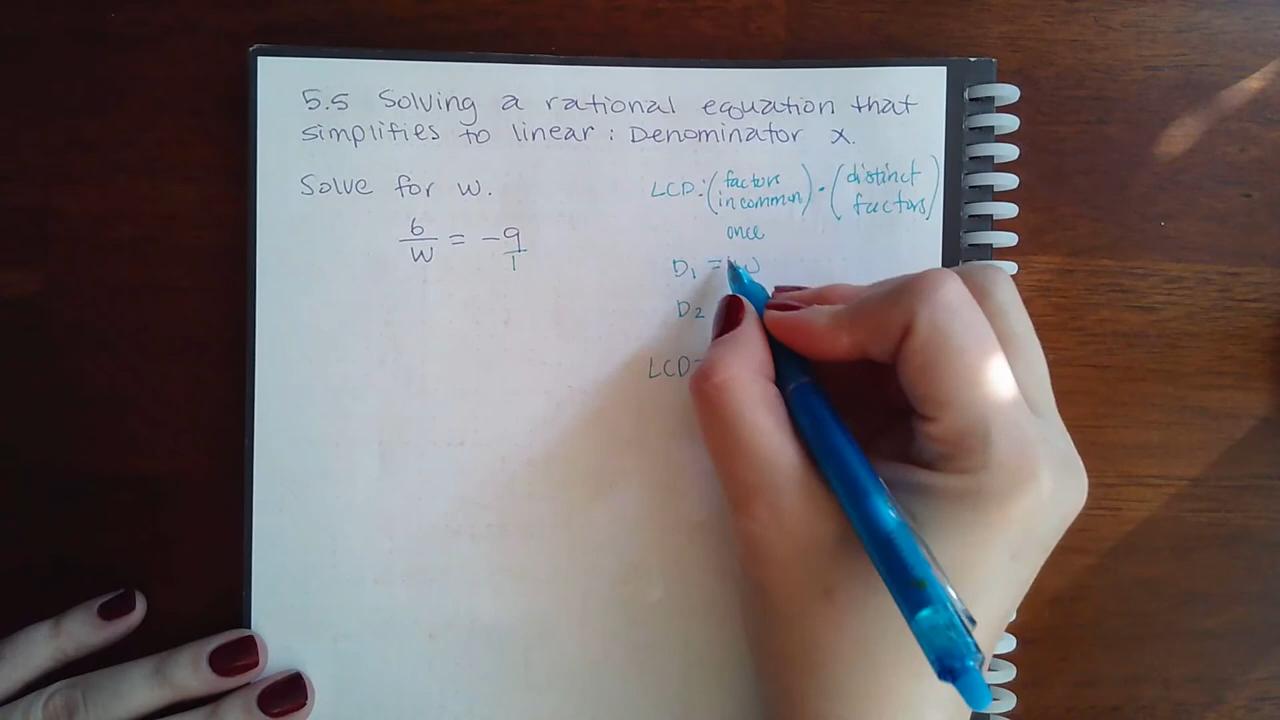 5.5 Solving a rational equation that
simplifies to linear : Denominator x.
Solve for w.
6/w = -9/1
LCD: (factors in common) · (distinct factors)
once
D1 = w
D2
LCD=